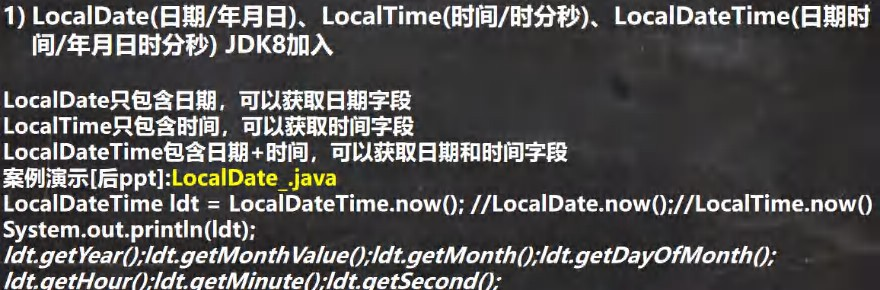 1) LocalDate(日期/年月日)、LocalTime(时间/时分秒)、LocalDateTime(日期时
间/年月日时分秒) JDK8加入
LocalDate只包含日期，可以获取日期字段
LocalTime只包含时间，可以获取时间字段
LocalDateTime包含日期+时间，可以获取日期和时间字段
案例演示[后ppt]:LocalDate_.java
LocalDateTime ldt = LocalDateTime.now(); //LocalDate.now();//LocalTime.now()
System.out.println(ldt);
ldt.getYear();ldt.getMonthValue();ldt.getMonth();ldt.getDayOfMonth();
ldt.getHour();ldt.getMinute();ldt.getSecond();